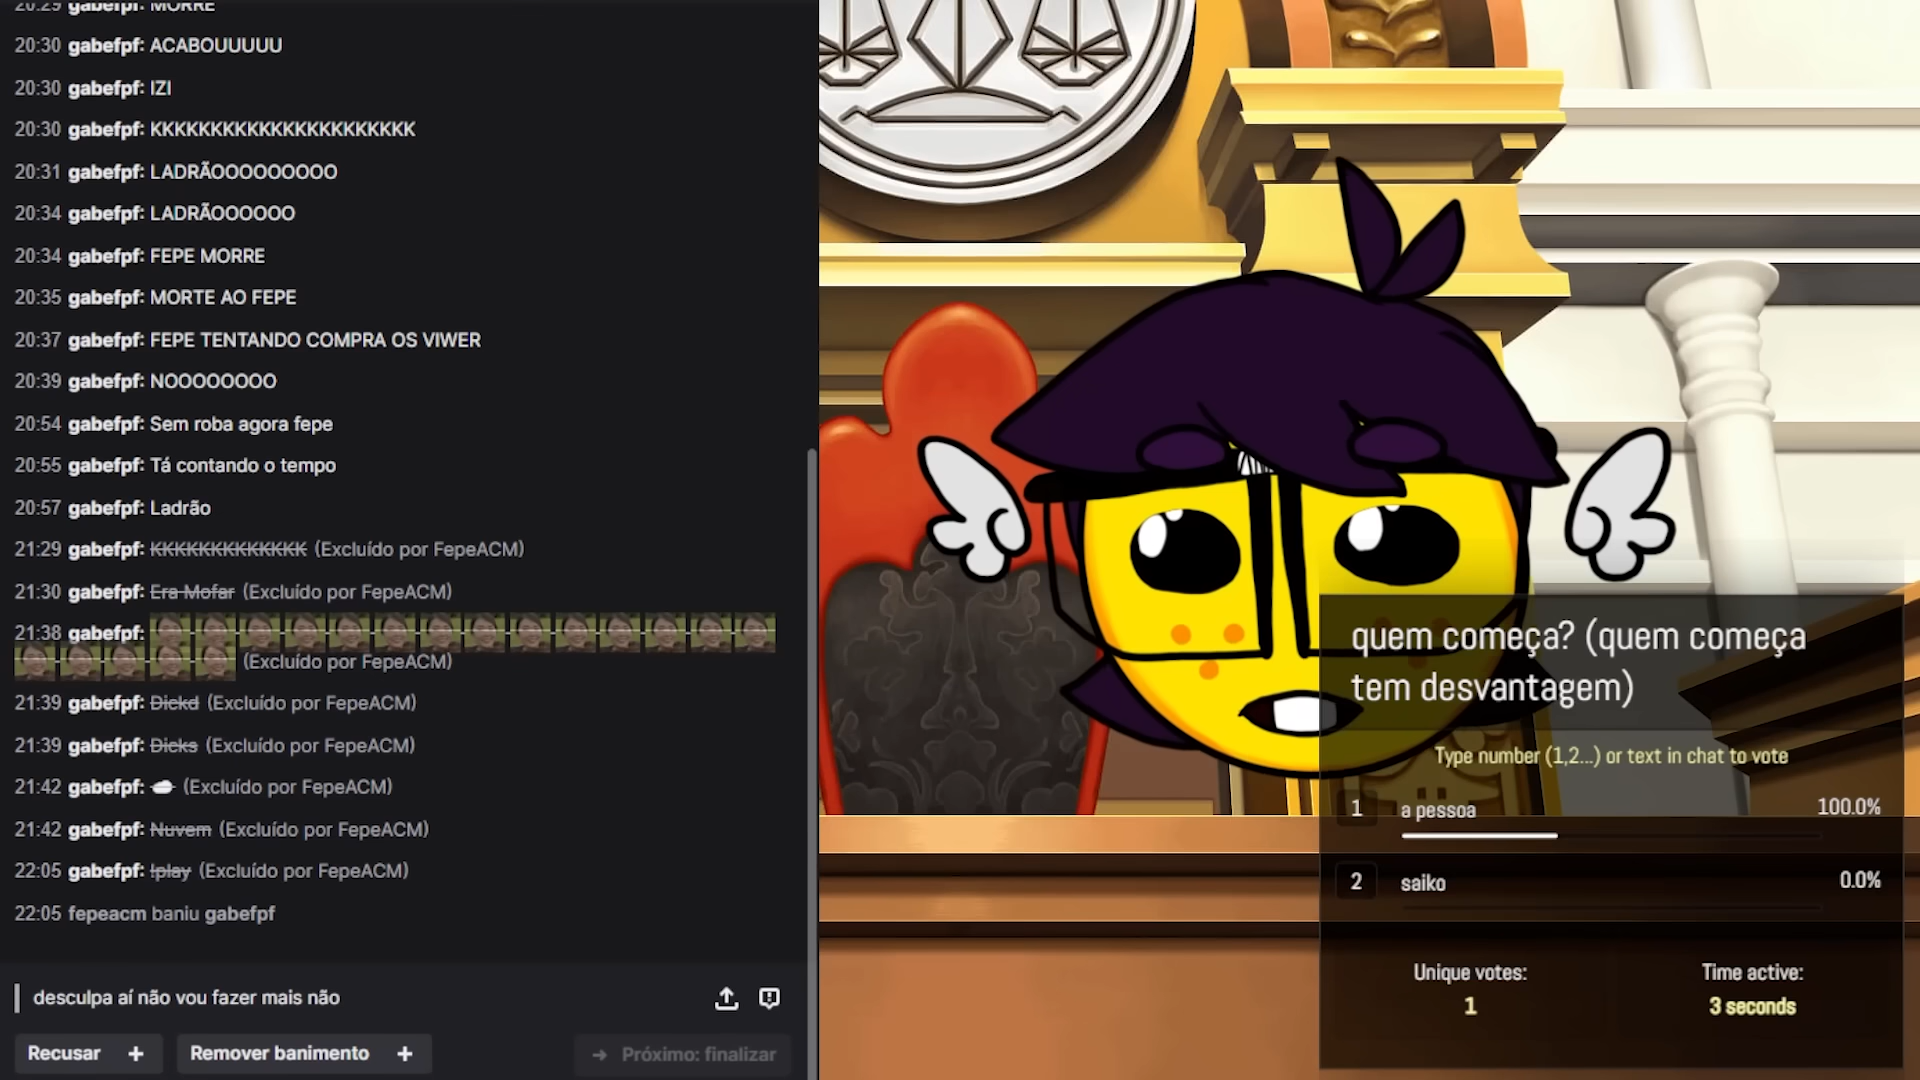 20:29 gabefpf: MORRE
20:30 gabefpf: ACABOUUUUU
20:30 gabefpf: IZI
20:30 gabefpf: KKKKKKKKKKKKKKKKKKKKKK
20:31 gabefpf: LADRÃOOOOOOOOO
20:34 gabefpf: LADRÃOOOOOO
20:34 gabefpf: FEPE MORRE
20:35 gabefpf: MORTE AO FEPE
20:37 gabefpf: FEPE TENTANDO COMPRA OS VIWER
20:39 gabefpf: NOOOOOOOO
20:54 gabefpf: Sem roba agora fepe
20:55 gabefpf: Tá contando o tempo
20:57 gabefpf: Ladrão
21:29 gabefpf: KKKKKKKKKKKKK (Excluído por FepeACM)
21:30 gabefpf: Era Mofar (Excluído por FepeACM)
21:38 gabefpf:
(Excluído por FepeACM)
21:39 gabefpf: Dickd (Excluído por FepeACM)
21:39 gabefpf: Dicks (Excluído por FepeACM)
21:42 gabefpf: (Excluído por FepeACM)
21:42 gabefpf: Nuvem (Excluído por FepeACM)
22:05 gabefpf: !play (Excluído por FepeACM)
22:05 fepeacm baniu gabefpf
desculpa aí não vou fazer mais não
Recusar +
Remover banimento +
Próximo: finalizar
quem começa? (quem começa
tem desvantagem)
Type number (1,2...) or text in chat to vote
1 a pessoa 100.0%
2 saiko 0.0%
Unique votes: Time active:
1 3 seconds